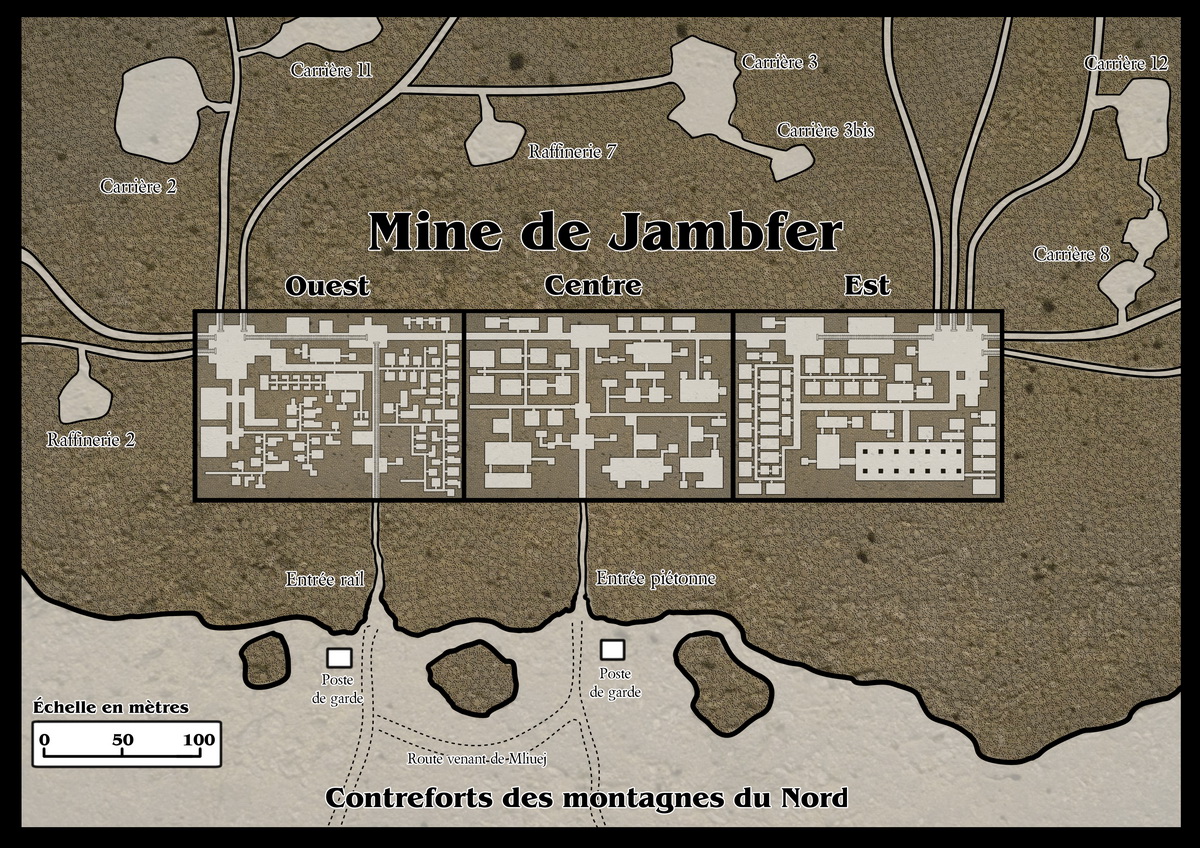 Carrière 11
Carrière 3
Carrière 12
Carrière 3bis
Raffinerie 7
Carrière 2
Mine de Jambfer
Carrière 8
Ouest
Centre
Est
Raffinerie 2
Entrée rail
Entrée piétonne
Poste
de garde
Poste
de garde
Échelle en mètres
0 50 100
Route venant de Mliuej
Contreforts des montagnes du Nord